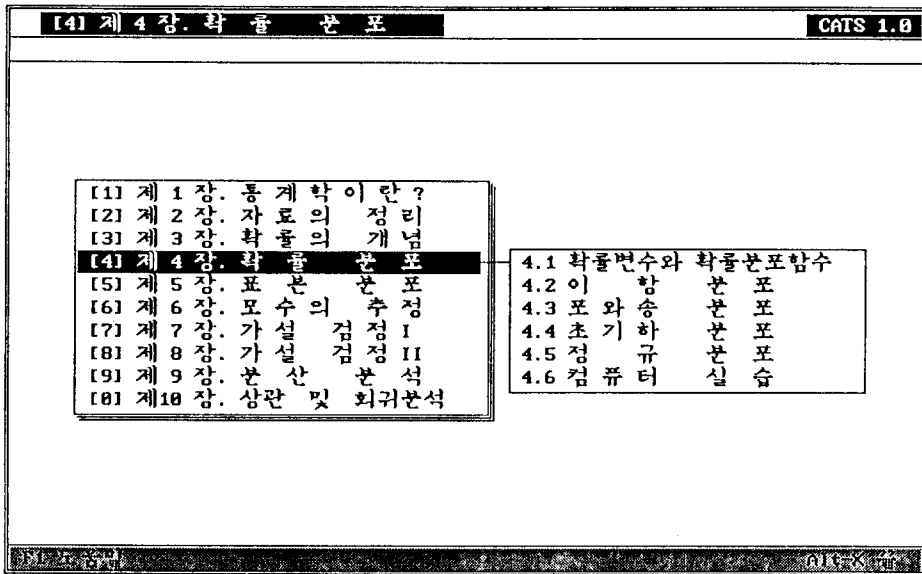 [4] 제 4 장. 확 률 분 포 CATS 1.0
[1] 제 1 장. 통 계 학 이 란 ?
[2] 제 2 장. 자 료 의 정 리
[3] 제 3 장. 확 률 의 개 념
[4] 제 4 장. 확 률 분 포
[5] 제 5 장. 표 본 분 포
[6] 제 6 장. 모 수 의 추 정
[7] 제 7 장. 가 설 검 정 I
[8] 제 8 장. 가 설 검 정 II
[9] 제 9 장. 분 산 분 석
[0] 제10 장. 상관 및 회귀분석
4.1 확률변수와 확률분포함수
4.2 이 항 분 포
4.3 포 와 송 분 포
4.4 초 기 하 분 포
4.5 정 규 분 포
4.6 컴 퓨 터 실 습
F1-도움말 Alt-X